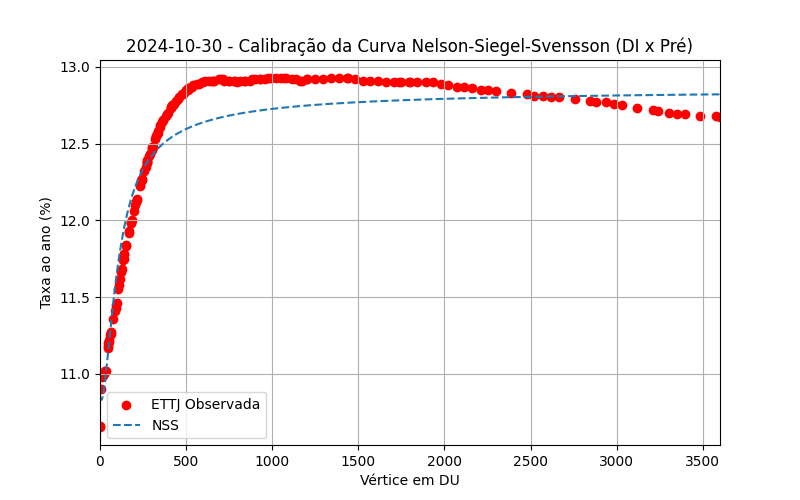 2024-10-30 - Calibração da Curva Nelson-Siegel-Svensson (DI x Pré)
13.0
12.5
12.0
11.5
11.0
Taxa ao ano (%)
ETTJ Observada
NSS
0 500 1000 1500 2000 2500 3000 3500
Vértice em DU